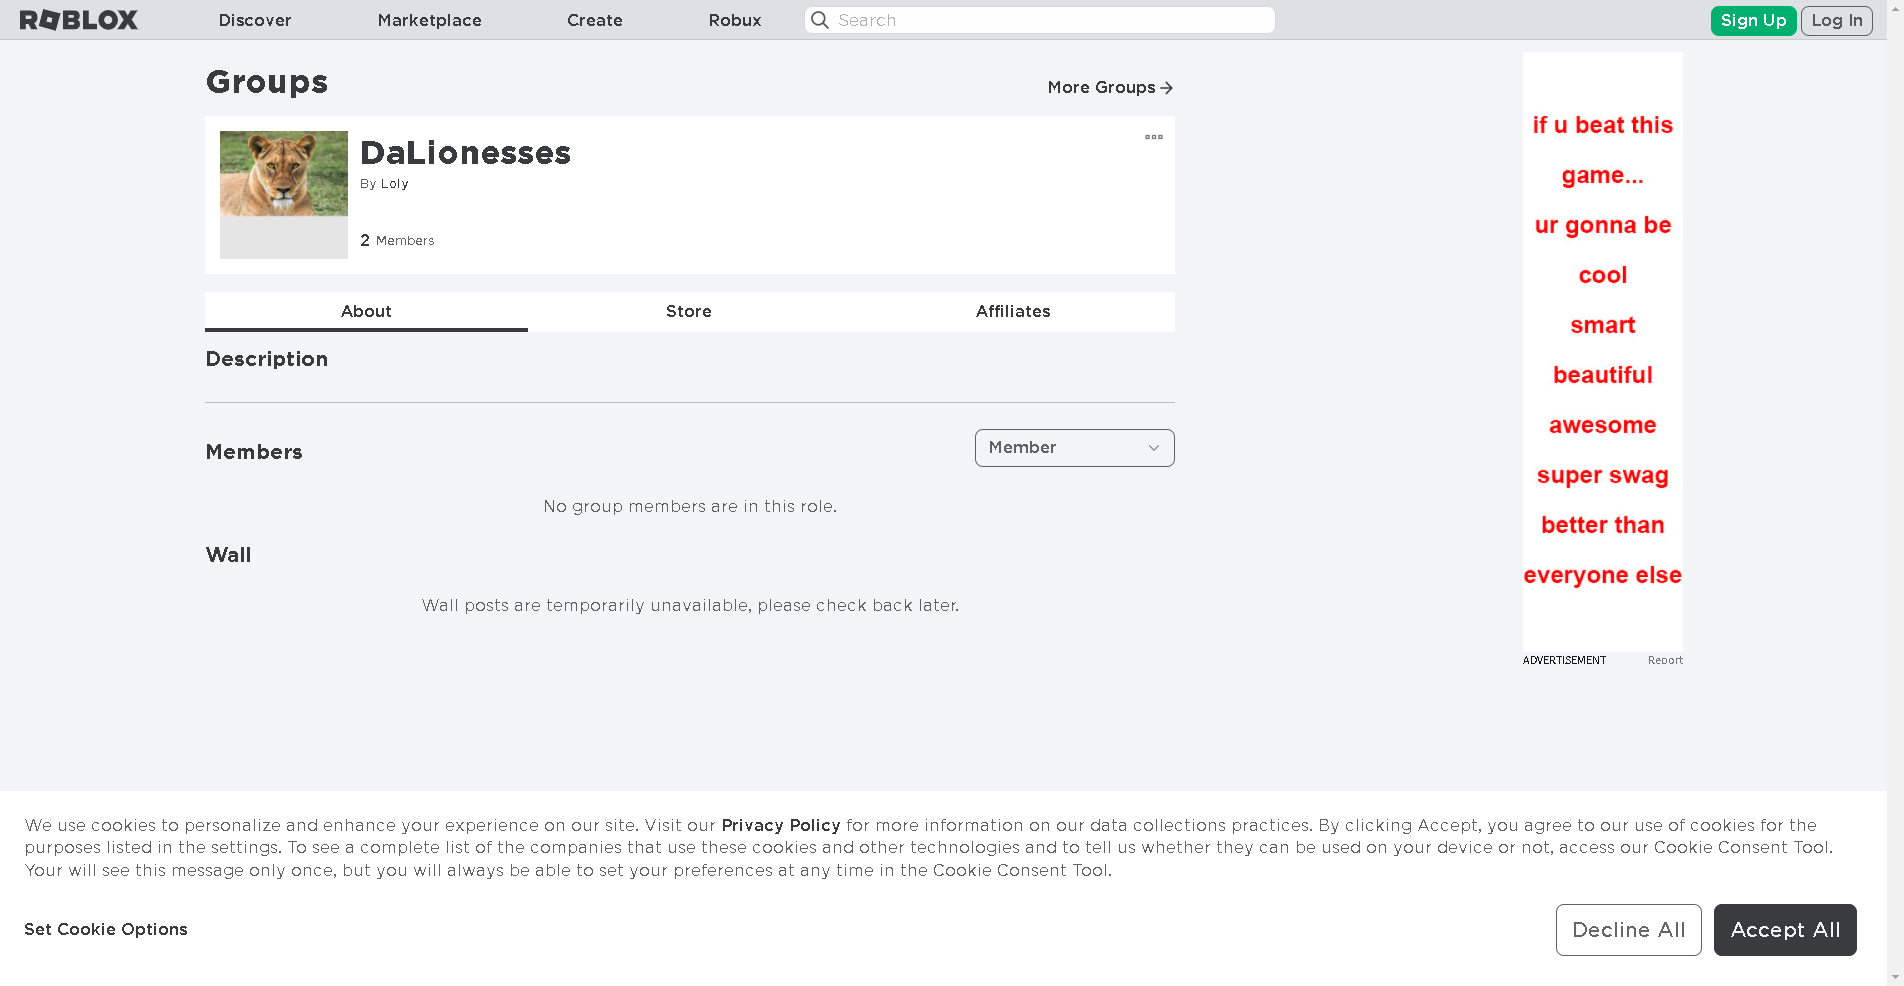 ROBLOX
Discover
Marketplace
Create
Robux
Search
Sign Up
Log In
Groups
More Groups
DaLionesses
By Loly
2 Members
About
Store
Affiliates
Description
Members
Member
No group members are in this role.
Wall
Wall posts are temporarily unavailable, please check back later.
if u beat this
game...
ur gonna be
cool
smart
beautiful
awesome
super swag
better than
everyone else
ADVERTISEMENT
Report
We use cookies to personalize and enhance your experience on our site. Visit our Privacy Policy for more information on our data collections practices. By clicking Accept, you agree to our use of cookies for the
purposes listed in the settings. To see a complete list of the companies that use these cookies and other technologies and to tell us whether they can be used on your device or not, access our Cookie Consent Tool.
Your will see this message only once, but you will always be able to set your preferences at any time in the Cookie Consent Tool.
Set Cookie Options
Decline All
Accept All